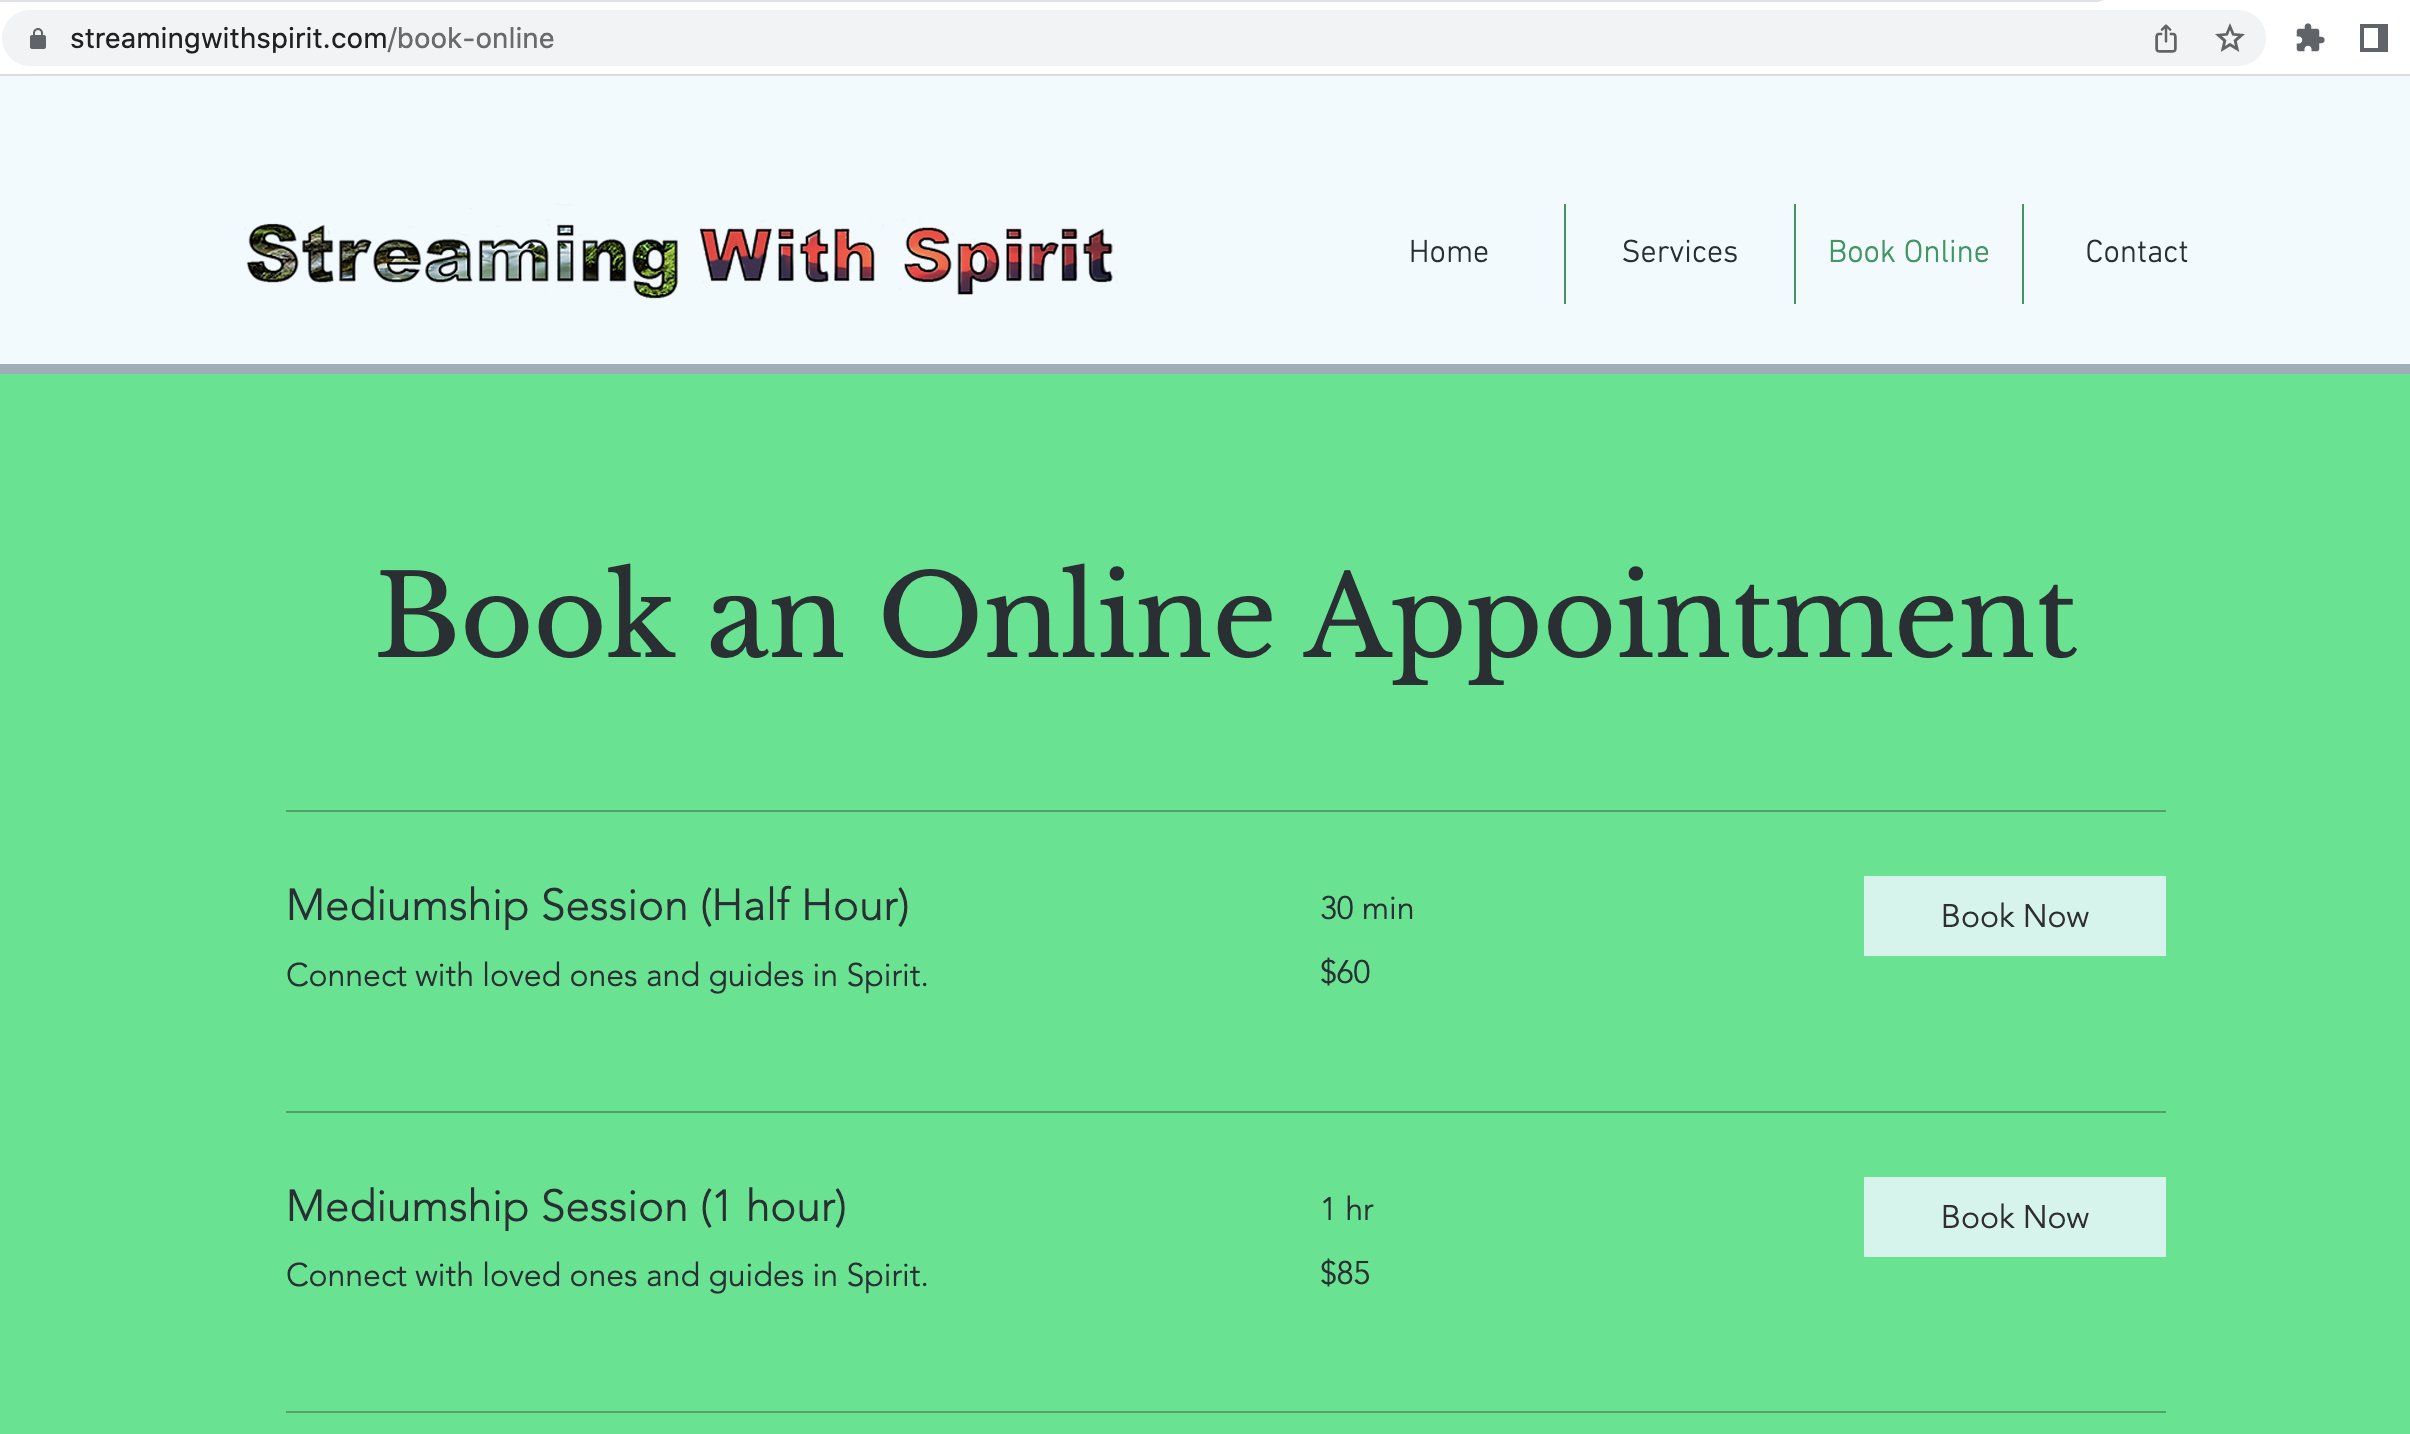 streamingwithspirit.com/book-online
Streaming With Spirit
Home
Services
Book Online
Contact
Book an Online Appointment
Mediumship Session (Half Hour)
Connect with loved ones and guides in Spirit.
30 min
$60
Book Now
Mediumship Session (1 hour)
Connect with loved ones and guides in Spirit.
1 hr
$85
Book Now